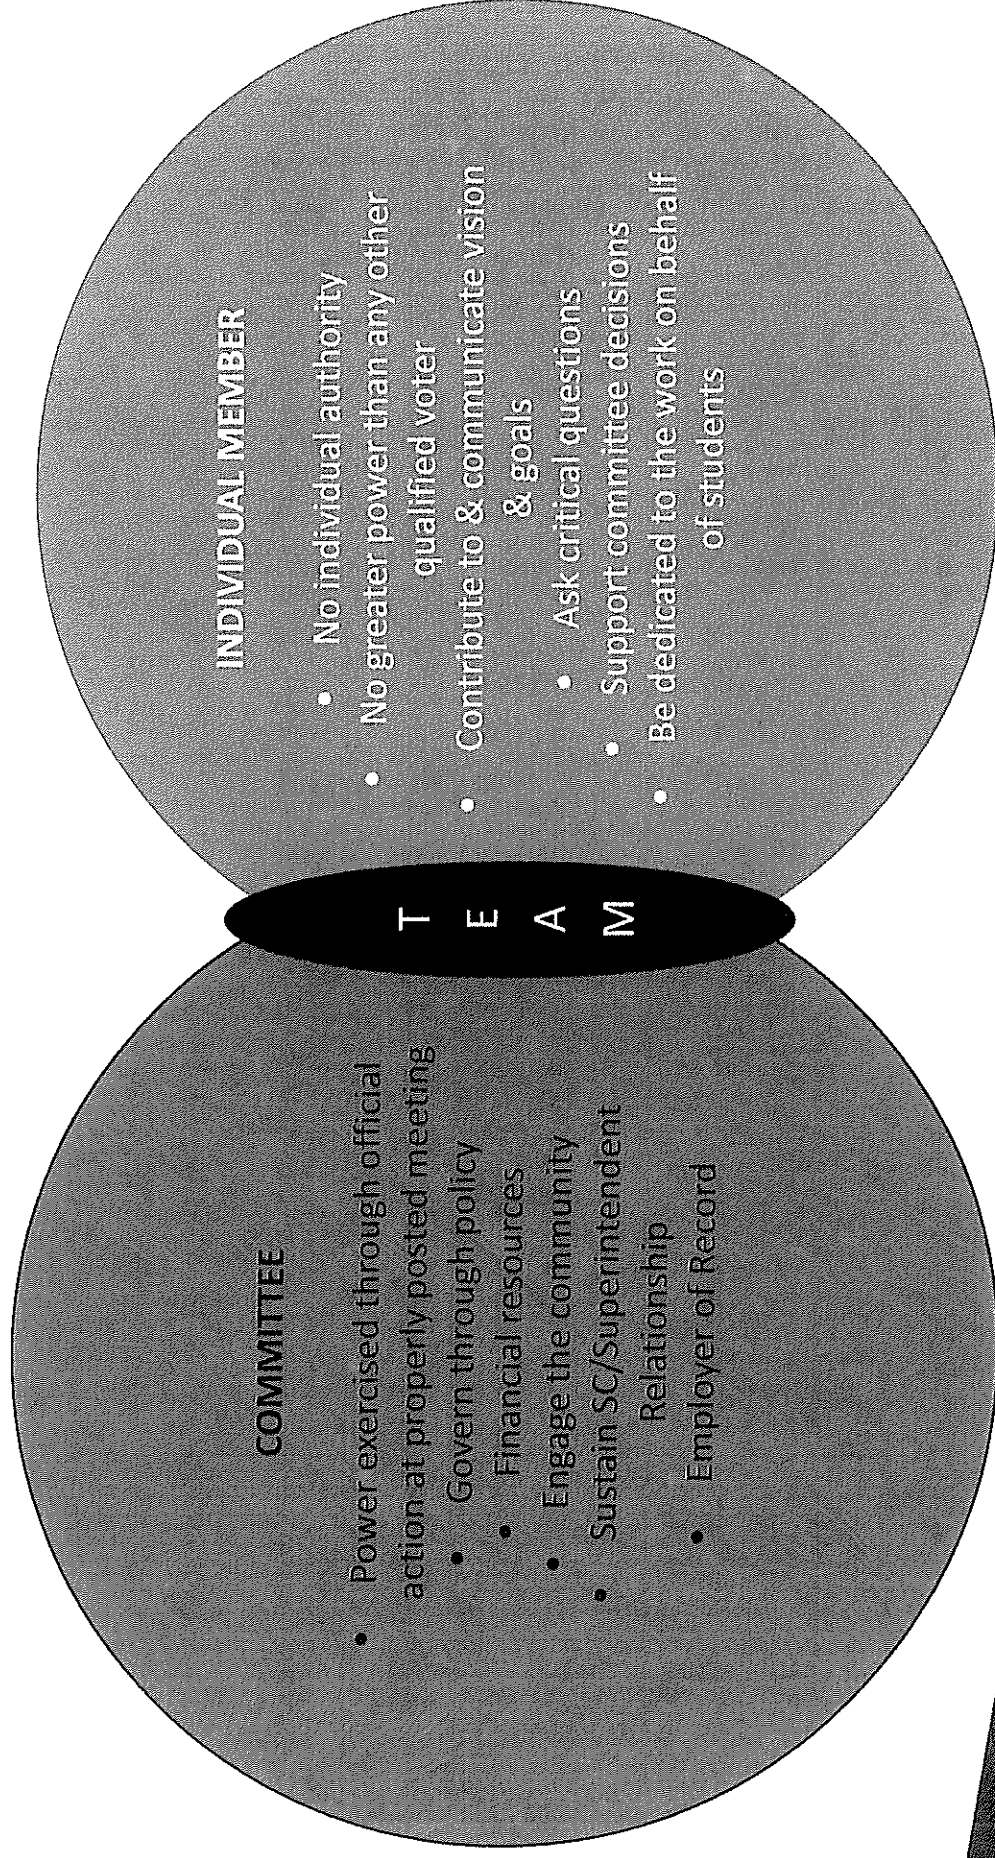 COMMITTEE
• Power exercised through official
action at properly posted meeting
• Govern through policy
• Financial resources
• Engage the community
• Sustain SC/Superintendent
Relationship
• Employer of Record
T
E
A
M
INDIVIDUAL MEMBER
• No individual authority
• No greater power than any other
qualified voter
• Contribute to & communicate vision
& goals
• Ask critical questions
• Support committee decisions
• Be dedicated to the work on behalf
of students